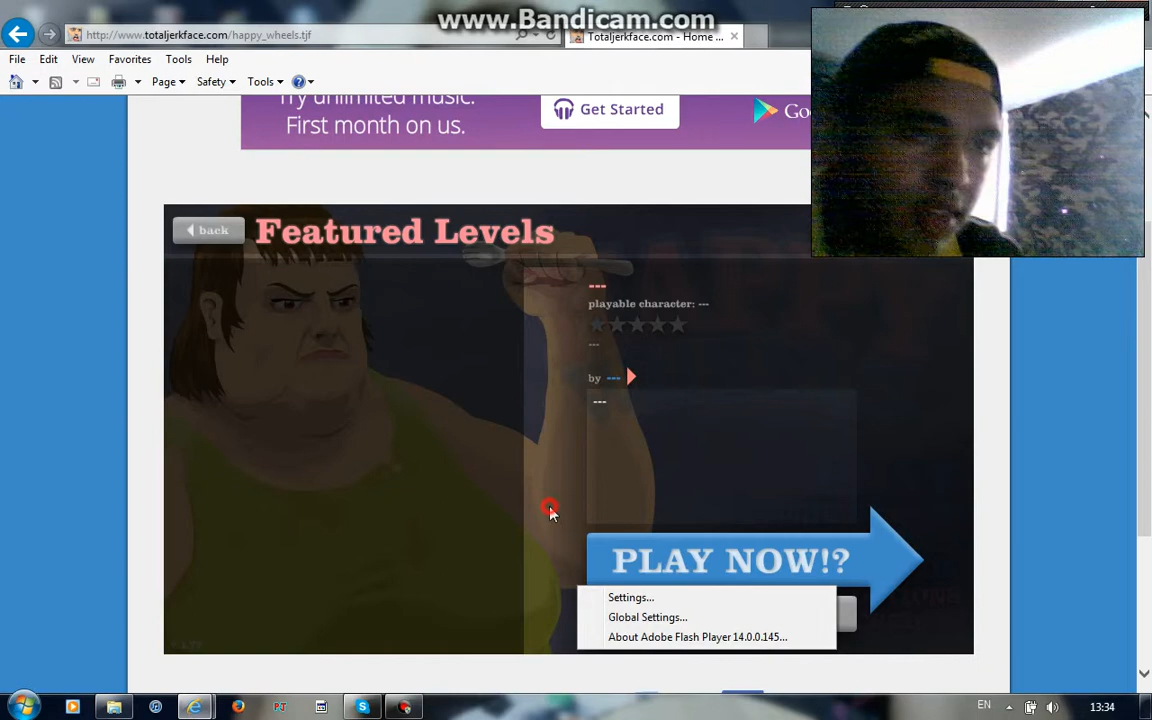 www.Bandicam.com
http://www.totaljerkface.com/happy_wheels.tjf
Totaljerkface.com - Home ...
File Edit View Favorites Tools Help
Page Safety Tools
Try unlimited music.
First month on us.
Get Started
Goo
back
Featured Levels
---
playable character: ---
---
by ---
---
PLAY NOW!?
Settings...
Global Settings...
About Adobe Flash Player 14.0.0.145...
EN
13:34